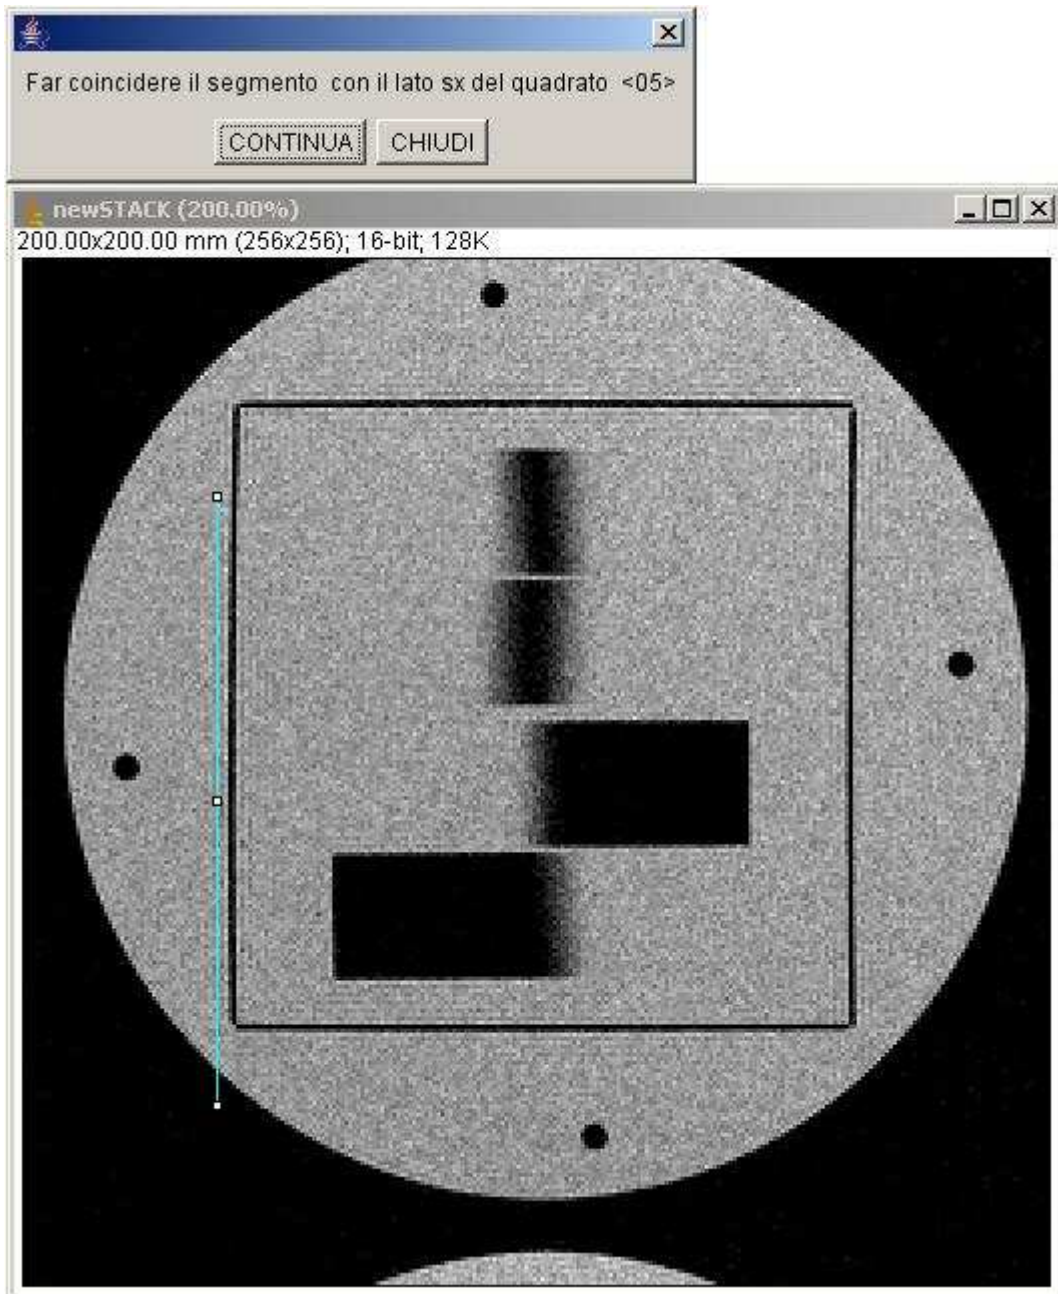 Far coincidere il segmento con il lato sx del quadrato <05>
CONTINUA CHIUDI
newSTACK (200.00%)
200.00x200.00 mm (256x256); 16-bit; 128K